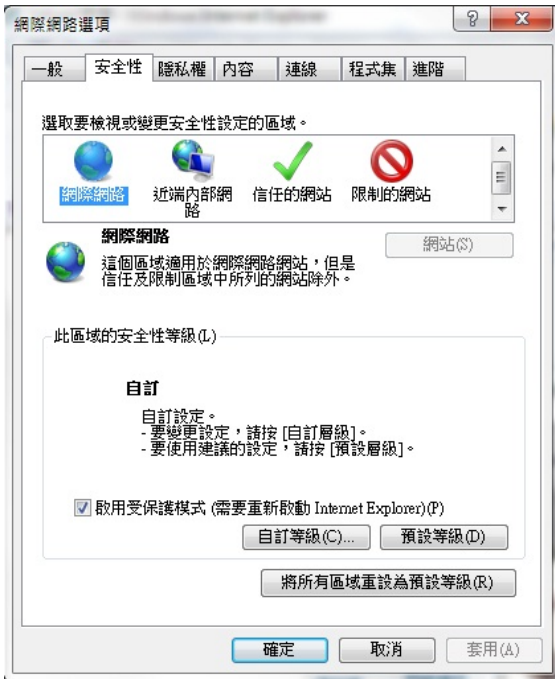 網際網路選項
一般
安全性
隱私權
內容
連線
程式集
進階
選取要檢視或變更安全性設定的區域。
網際網路
近端內部網
路
信任的網站
限制的網站
網際網路
網站(S)
這個區域適用於網際網路網站，但是
信任及限制區域中所列的網站除外。
此區域的安全性等級(L)
自訂
自訂設定。
- 要變更設定，請按 [自訂層級]。
- 要使用建議的設定，請按 [預設層級]。
啟用受保護模式 (需要重新啟動 Internet Explorer)(P)
自訂等級(C)...
預設等級(D)
將所有區域重設為預設等級(R)
確定
取消
套用(A)